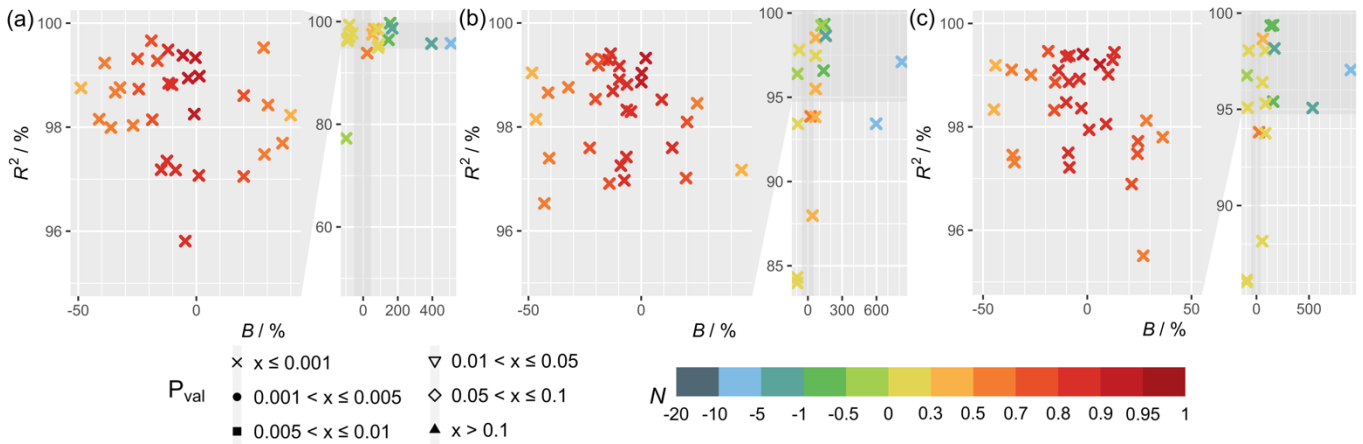 (a)
100
98
96
R² / %
-50
0
B / %
100
80
60
0
200
400
(b)
100
98
96
R² / %
-50
0
B / %
100
95
90
85
0
300
600
(c)
100
98
96
R² / %
-50
0
50
B / %
100
95
90
0
500
Pval
x ≤ 0.001
0.001 < x ≤ 0.005
0.005 < x ≤ 0.01
0.01 < x ≤ 0.05
0.05 < x ≤ 0.1
x > 0.1
N
-20 -10 -5 -1 -0.5 0 0.3 0.5 0.7 0.8 0.9 0.95 1